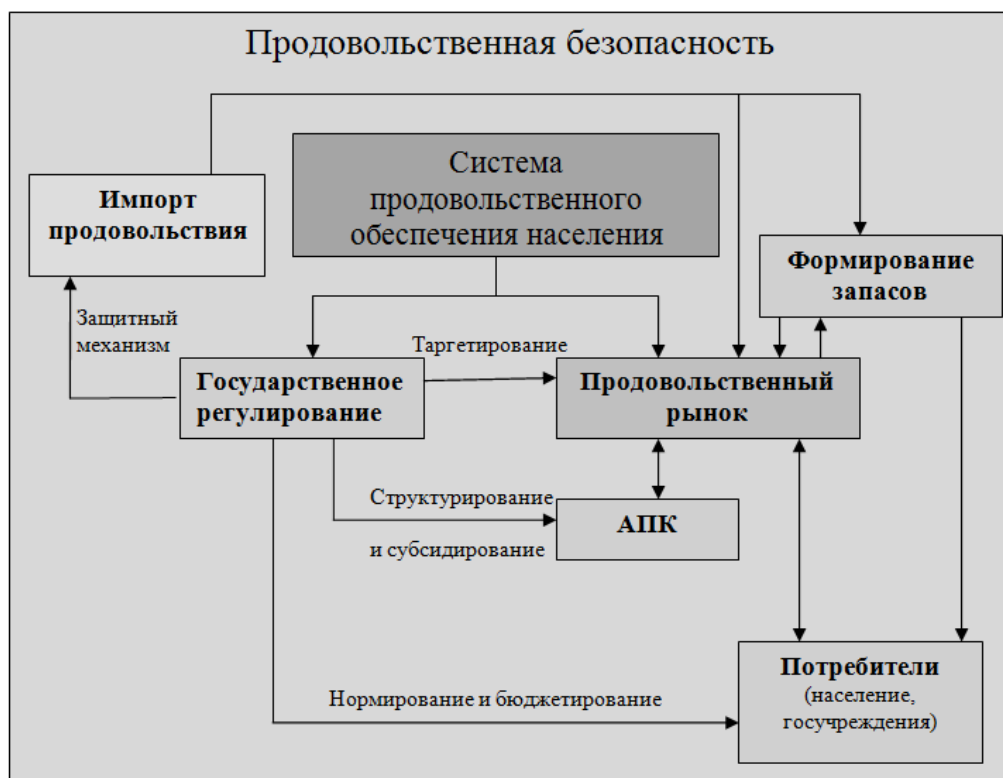 Продовольственная безопасность
Система
продовольственного
обеспечения населения
Импорт
продовольствия
Формирование
запасов
Защитный
механизм
Таргетирование
Государственное
регулирование
Продовольственный
рынок
Структурирование
и субсидирование
АПК
Нормирование и бюджетирование
Потребители
(население,
госучреждения)